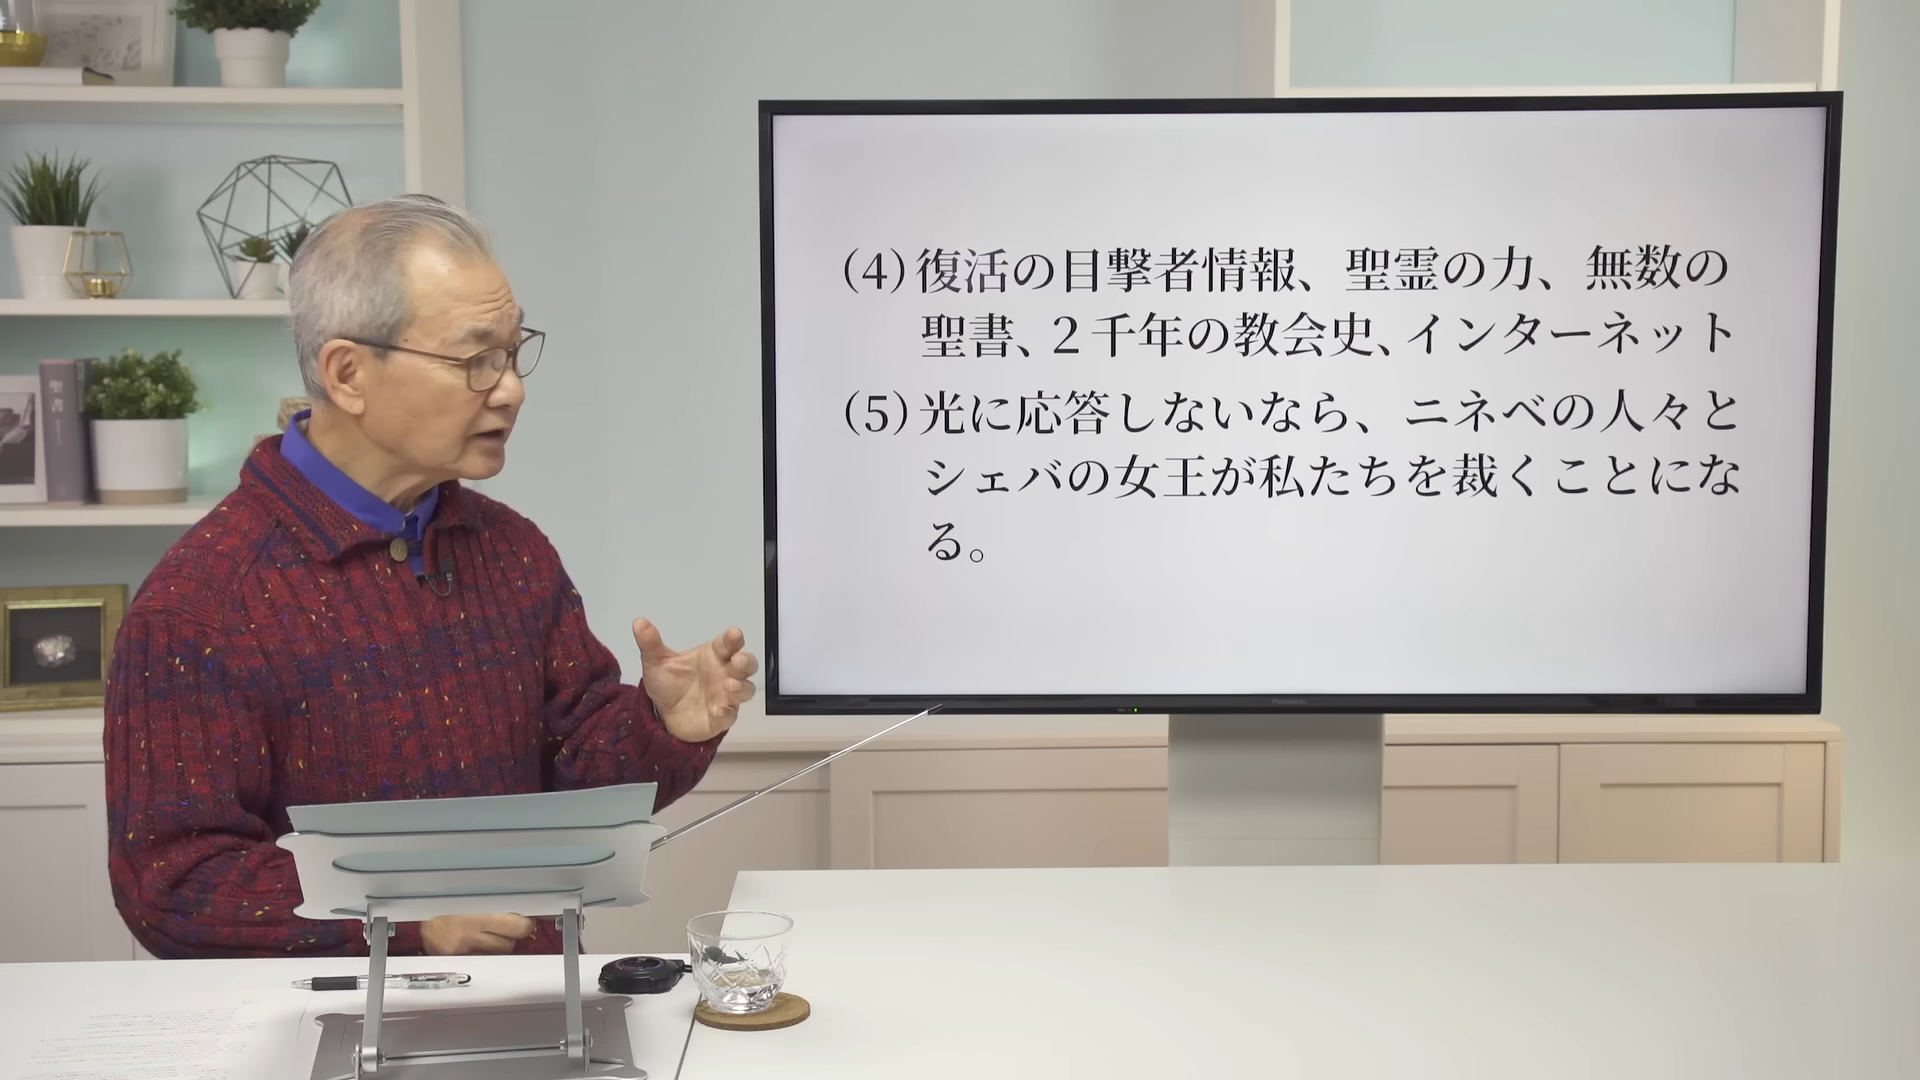 (4)復活の目撃者情報、聖霊の力、無数の
聖書、2千年の教会史、インターネット
(5)光に応答しないなら、ニネベの人々と
シェバの女王が私たちを裁くことにな
る。
聖書
Panasonic